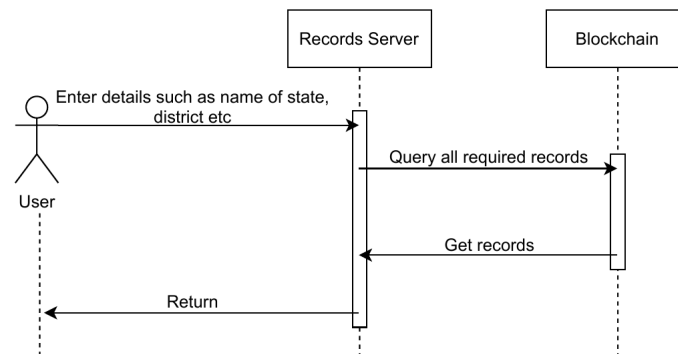 Records Server
Blockchain
Enter details such as name of state,
district etc
Query all required records
User
Get records
Return